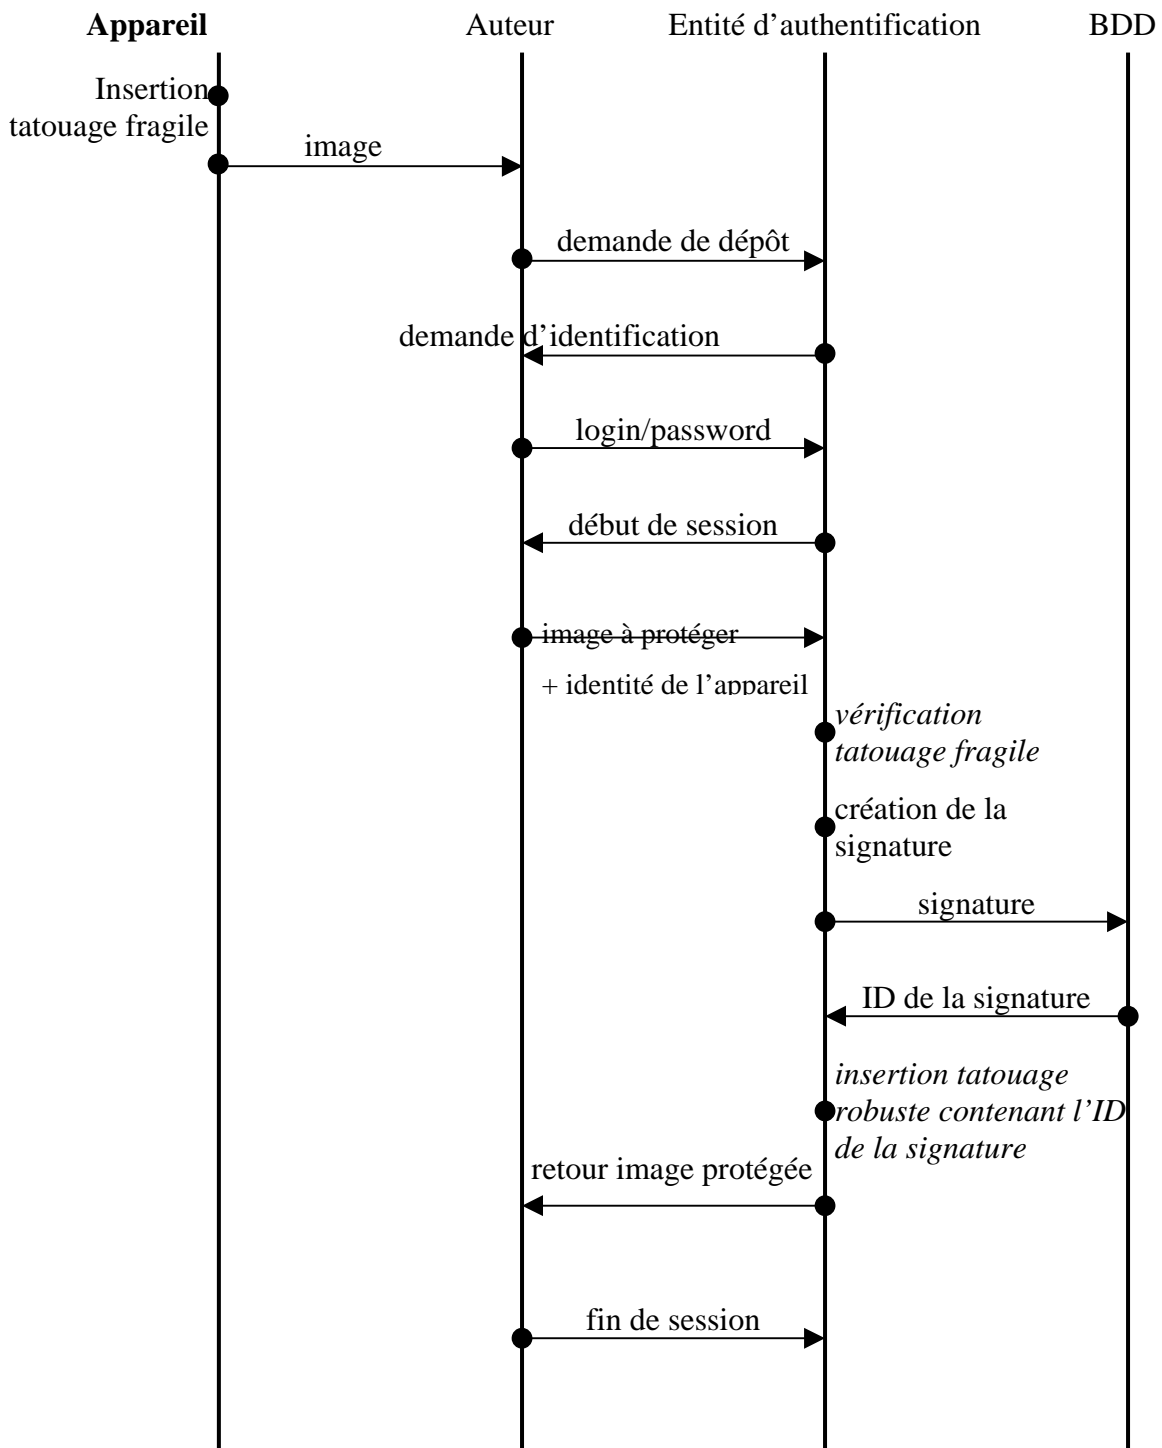 Appareil
Auteur
Entité d’authentification
BDD
Insertion
tatouage fragile
image
demande de dépôt
demande d’identification
login/password
début de session
image à protéger
+ identité de l’appareil
vérification
tatouage fragile
création de la
signature
signature
ID de la signature
insertion tatouage
robuste contenant l’ID
de la signature
retour image protégée
fin de session